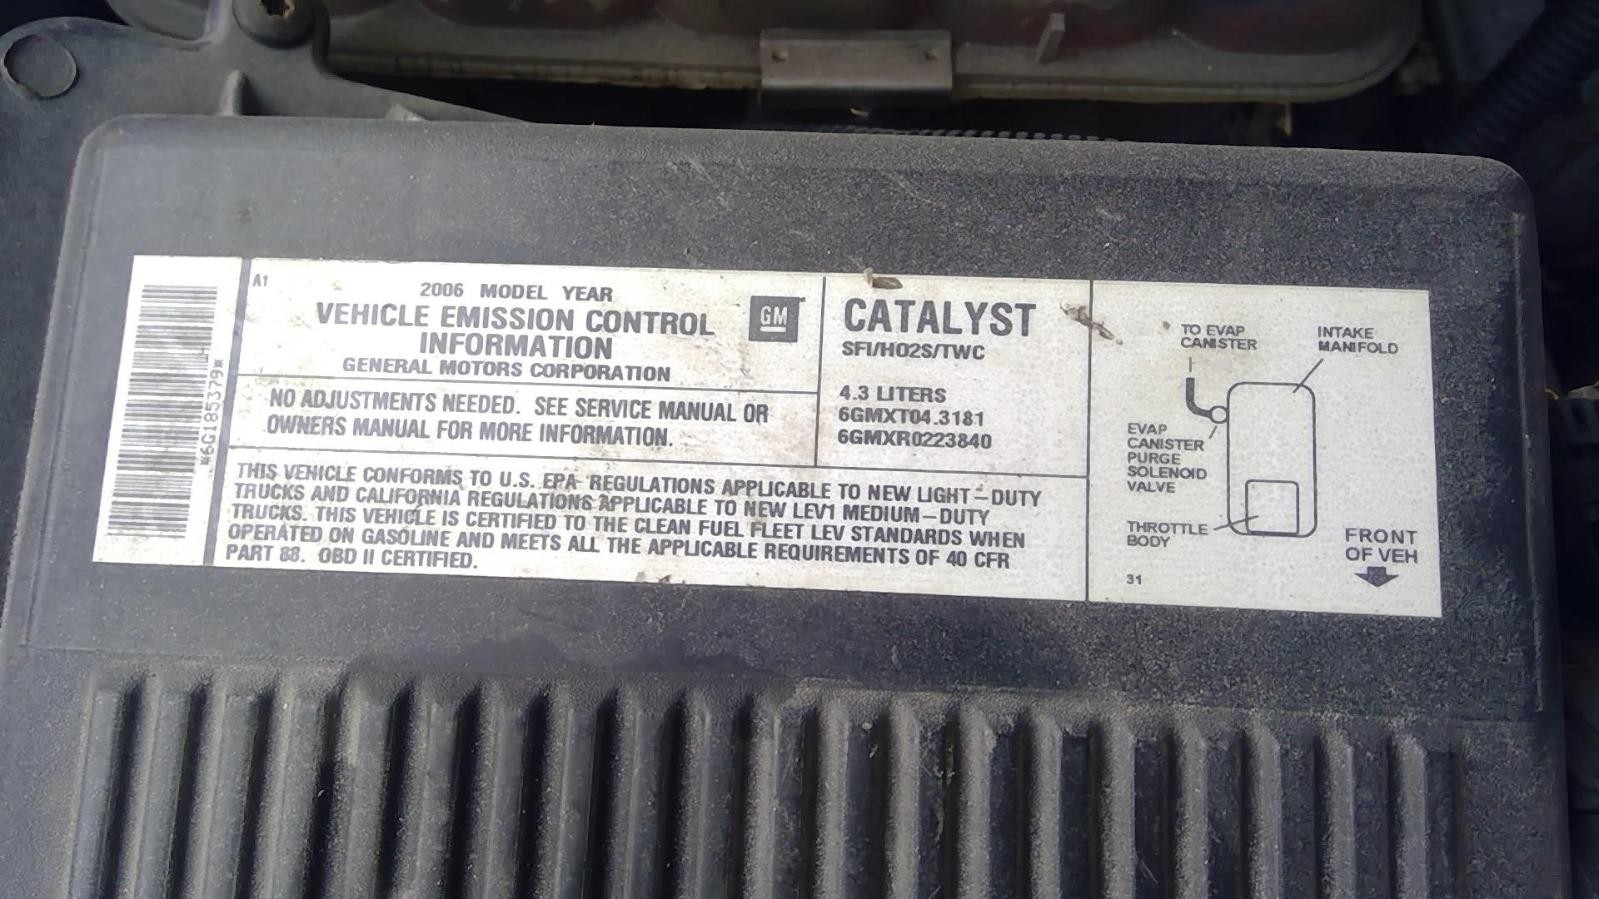 *6G185379*
A1
2006 MODEL YEAR
VEHICLE EMISSION CONTROL
INFORMATION
GENERAL MOTORS CORPORATION
GM
NO ADJUSTMENTS NEEDED. SEE SERVICE MANUAL OR
OWNERS MANUAL FOR MORE INFORMATION.
CATALYST
SFI/HO2S/TWC
4.3 LITERS
6GMXT04.3181
6GMXR0223840
THIS VEHICLE CONFORMS TO U.S. EPA REGULATIONS APPLICABLE TO NEW LIGHT-DUTY
TRUCKS AND CALIFORNIA REGULATIONS APPLICABLE TO NEW LEV1 MEDIUM-DUTY
TRUCKS. THIS VEHICLE IS CERTIFIED TO THE CLEAN FUEL FLEET LEV STANDARDS WHEN
OPERATED ON GASOLINE AND MEETS ALL THE APPLICABLE REQUIREMENTS OF 40 CFR
PART 88. OBD II CERTIFIED.
TO EVAP
CANISTER
INTAKE
MANIFOLD
EVAP
CANISTER
PURGE
SOLENOID
VALVE
THROTTLE
BODY
FRONT
OF VEH
31